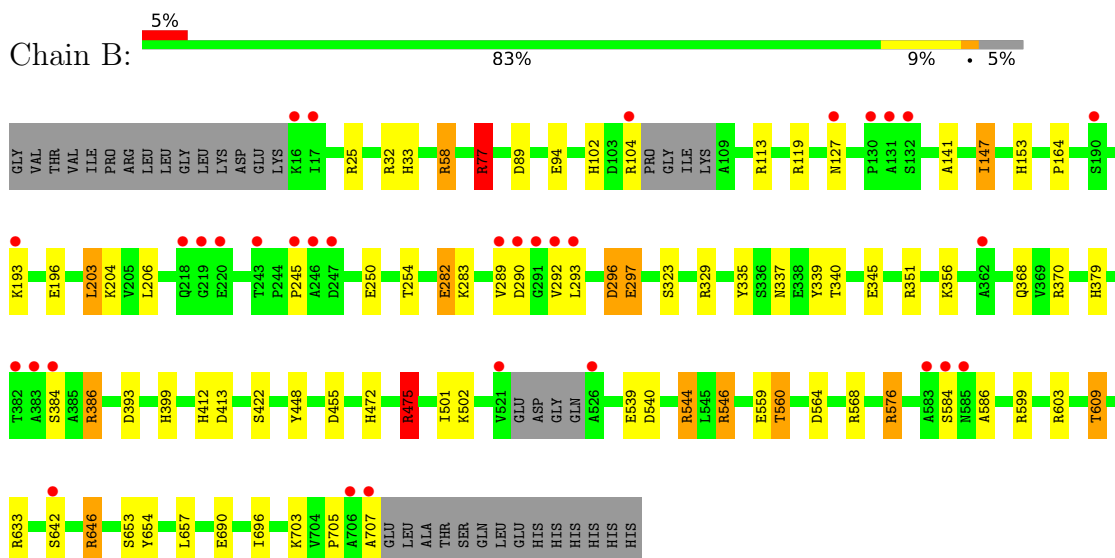 5%
Chain B:
83% 9% • 5%
GLY VAL THR VAL ILE PRO ARG LEU LEU GLY LEU LYS ASP GLU LYS K16 I17 R25 R32 H33 R58 R77 D89 E94 H102 D103 R104 PRO GLY ILE LYS A109 R113 R119 N127 P130 A131 S132 A141 I147 H153 P164 S190
K193 E196 L203 K204 V205 L206 Q218 G219 E220 T243 P244 P245 A246 D247 E250 T254 E282 K283 V289 D290 G291 V292 L293 D296 E297 S323 R329 Y335 S336 N337 E338 Y339 T340 E345 R351 K356 A362 Q368 V369 R370 H379
T382 A383 S384 A385 R386 D393 H399 H412 D413 S422 Y448 D455 H472 R475 I501 K502 V521 GLU ASP GLY GLN A526 E539 D540 R544 L545 R546 E559 T560 D564 R568 R576 A583 S584 N585 A586 R599 R603 T609
R633 S642 R646 S653 Y654 L657 E690 I696 K703 V704 P705 A706 A707 GLU LEU ALA THR SER GLN LEU GLU HIS HIS HIS HIS HIS HIS